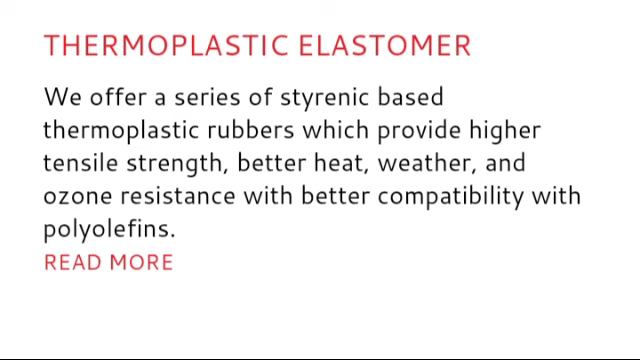 THERMOPLASTIC ELASTOMER
We offer a series of styrenic based
thermoplastic rubbers which provide higher
tensile strength, better heat, weather, and
ozone resistance with better compatibility with
polyolefins.
READ MORE